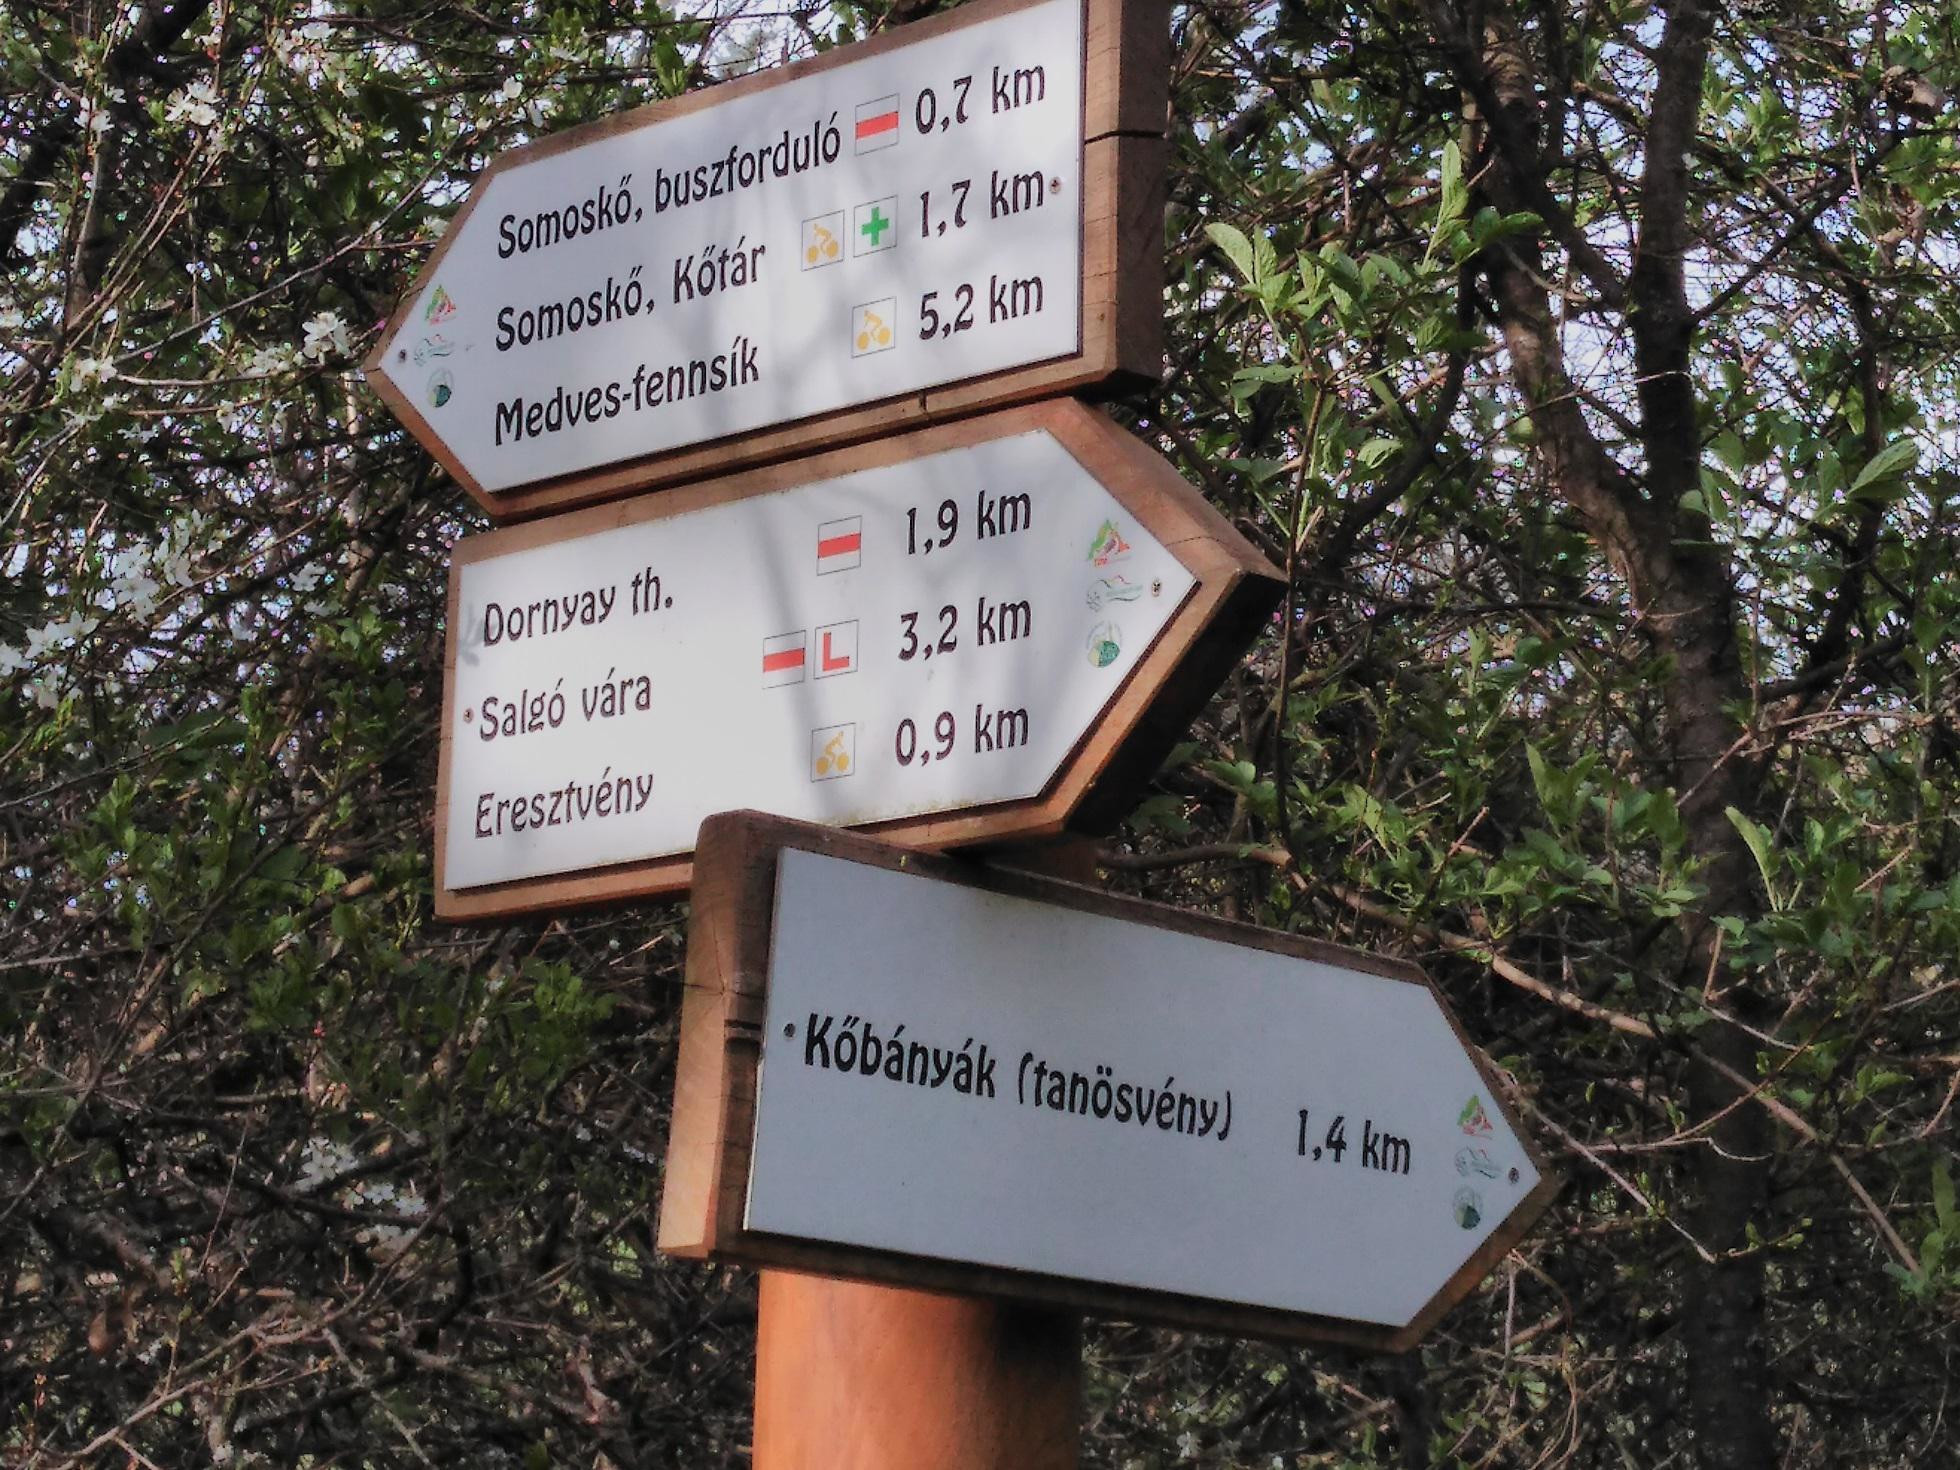 Somoskő, buszforduló 0,7 km
Somoskő, Kőtár 1,7 km
Medves-fennsík 5,2 km
Dornyay th. 1,9 km
Salgó vára L 3,2 km
Eresztvény 0,9 km
Kőbányák (tanösvény) 1,4 km